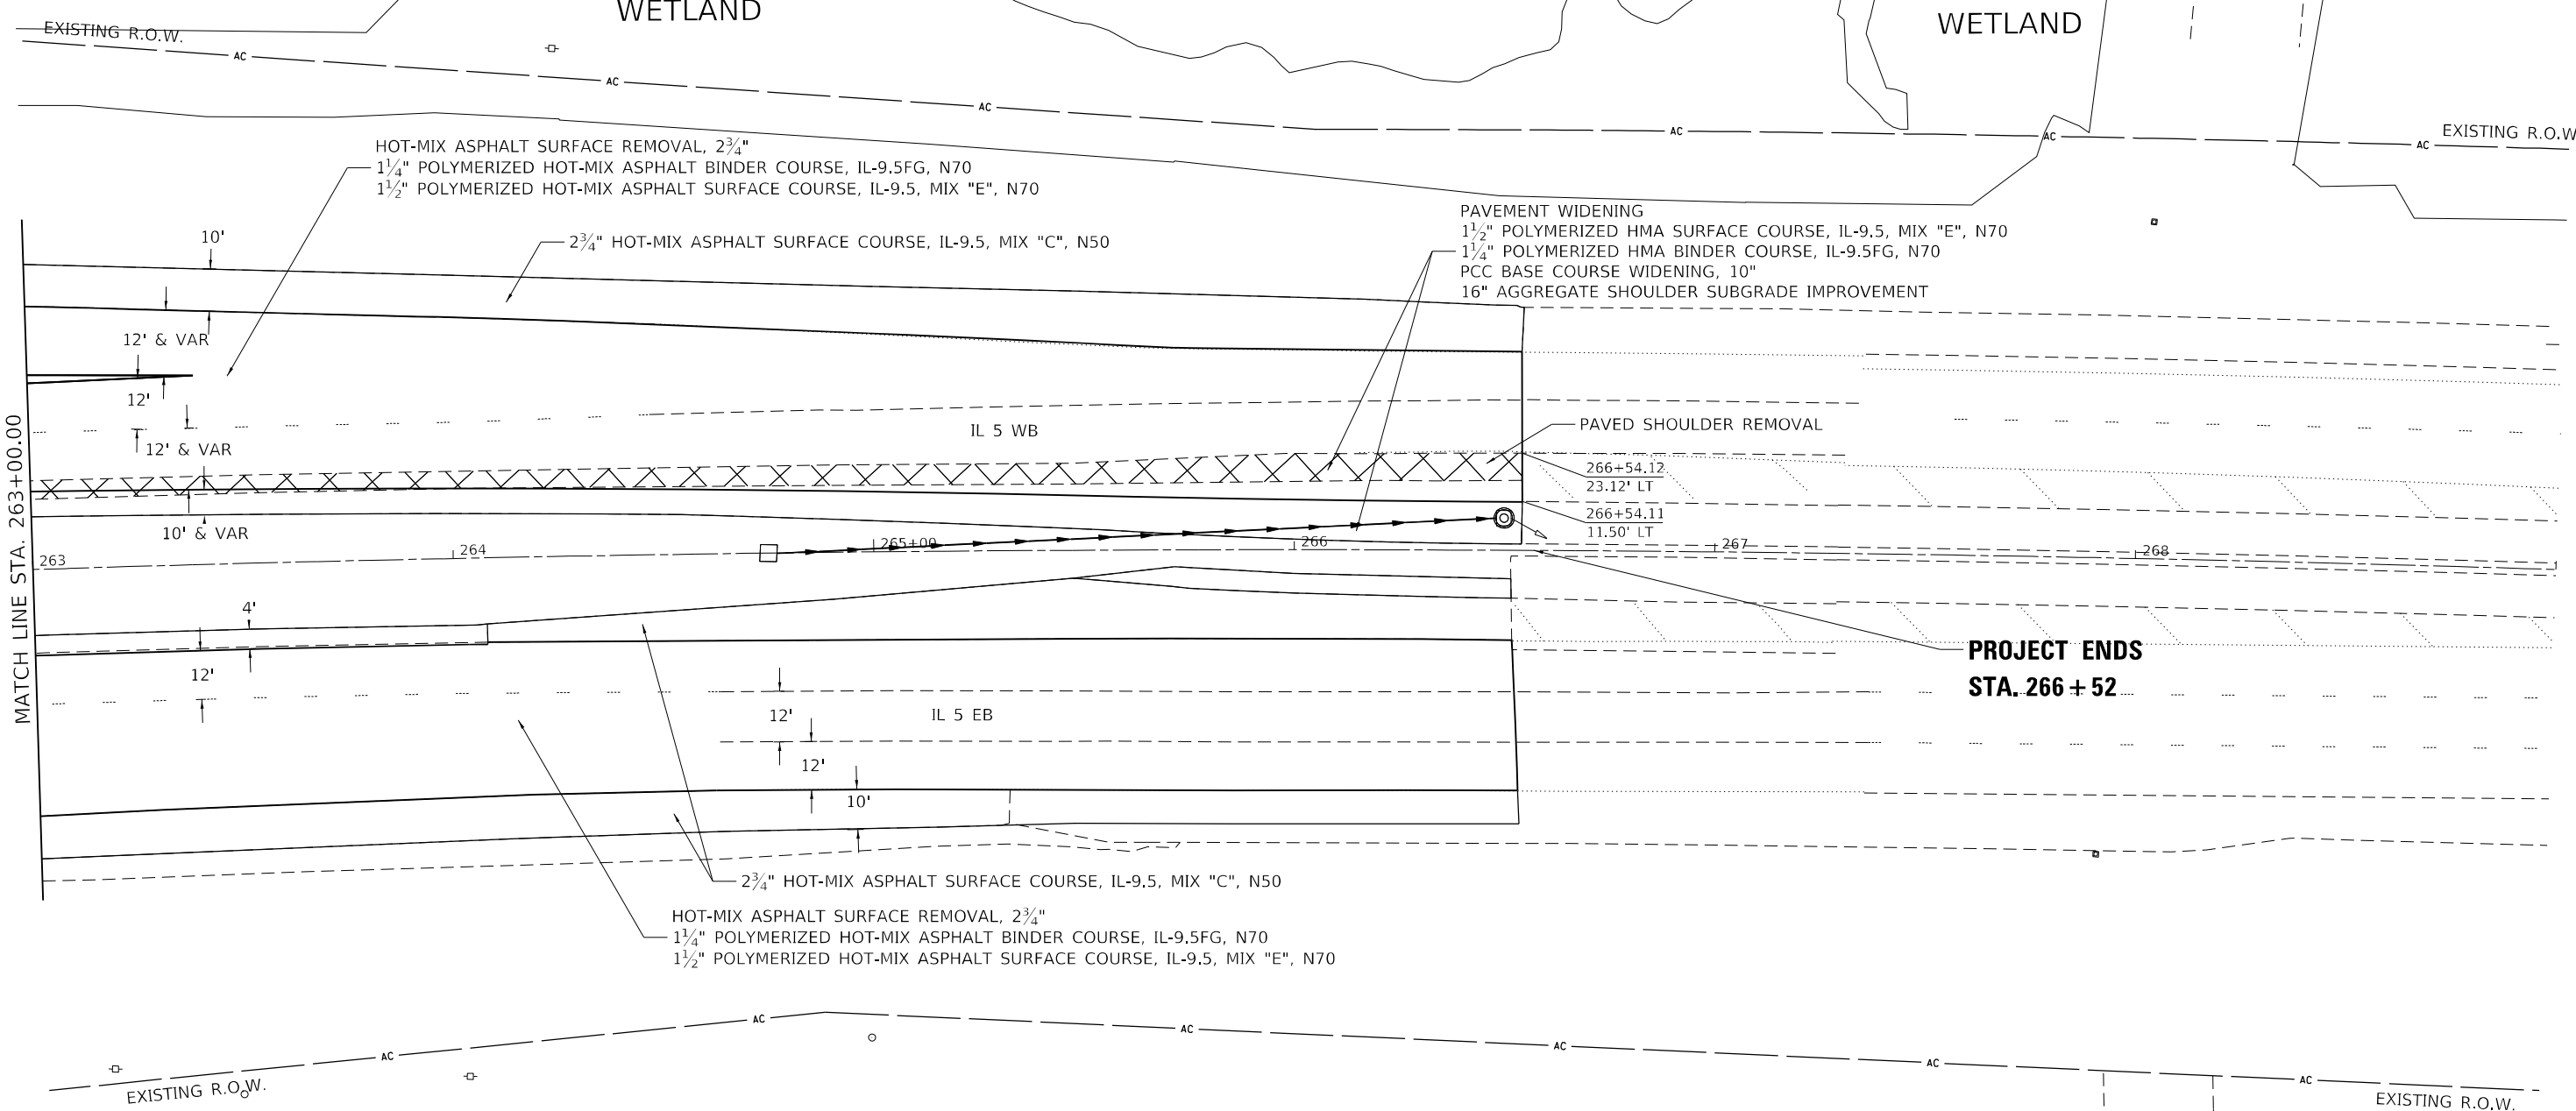 WETLAND
WETLAND
EXISTING R.O.W.
AC
AC
AC
AC
AC
AC
EXISTING R.O.W
HOT-MIX ASPHALT SURFACE REMOVAL, 2¾"
1¼" POLYMERIZED HOT-MIX ASPHALT BINDER COURSE, IL-9.5FG, N70
1½" POLYMERIZED HOT-MIX ASPHALT SURFACE COURSE, IL-9.5, MIX "E", N70
PAVEMENT WIDENING
1½" POLYMERIZED HMA SURFACE COURSE, IL-9.5, MIX "E", N70
1¼" POLYMERIZED HMA BINDER COURSE, IL-9.5FG, N70
PCC BASE COURSE WIDENING, 10"
16" AGGREGATE SHOULDER SUBGRADE IMPROVEMENT
10'
2¾" HOT-MIX ASPHALT SURFACE COURSE, IL-9.5, MIX "C", N50
12' & VAR
12'
12' & VAR
IL 5 WB
PAVED SHOULDER REMOVAL
266+54.12
23.12' LT
266+54.11
11.50' LT
10' & VAR
MATCH LINE STA. 263+00.00
263
264
265+00
266
267
268
4'
12'
PROJECT ENDS
STA. 266+52
12'
IL 5 EB
12'
10'
2¾" HOT-MIX ASPHALT SURFACE COURSE, IL-9.5, MIX "C", N50
HOT-MIX ASPHALT SURFACE REMOVAL, 2¾"
1¼" POLYMERIZED HOT-MIX ASPHALT BINDER COURSE, IL-9.5FG, N70
1½" POLYMERIZED HOT-MIX ASPHALT SURFACE COURSE, IL-9.5, MIX "E", N70
AC
AC
AC
AC
AC
AC
EXISTING R.O.W.
EXISTING R.O.W.